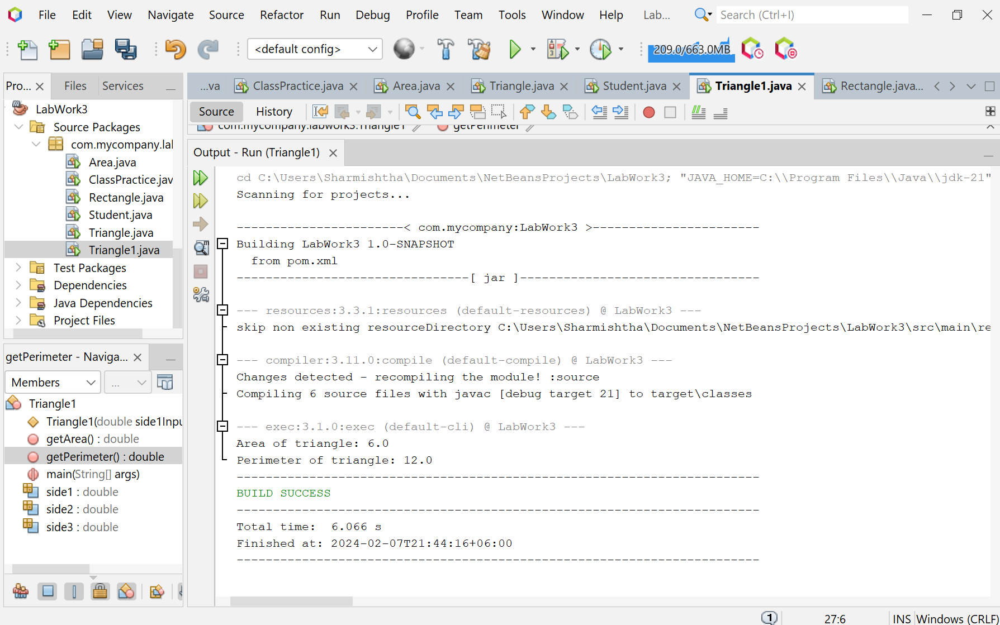 File Edit View Navigate Source Refactor Run Debug Profile Team Tools Window Help Lab... Search (Ctrl+I)
<default config> 209.0/663.0MB
Pro... Files Services
...va ClassPractice.java Area.java Triangle.java Student.java Triangle1.java Rectangle.java...
LabWork3
Source Packages
com.mycompany.lal
Area.java
ClassPractice.jav
Rectangle.java
Student.java
Triangle.java
Triangle1.java
Test Packages
Dependencies
Java Dependencies
Project Files
getPerimeter - Naviga...
Members ...
Triangle1
Triangle1(double side1Inpu
getArea() : double
getPerimeter() : double
main(String[] args)
side1 : double
side2 : double
side3 : double
Source History
com.mycompany.labwork3.Triangle1 getPerimeter
Output - Run (Triangle1)
cd C:\Users\Sharmishtha\Documents\NetBeansProjects\LabWork3; "JAVA_HOME=C:\\Program Files\\Java\\jdk-21"
Scanning for projects...
-----------------------< com.mycompany:LabWork3 >-----------------------
Building LabWork3 1.0-SNAPSHOT
from pom.xml
--------------------------------[ jar ]---------------------------------
--- resources:3.3.1:resources (default-resources) @ LabWork3 ---
skip non existing resourceDirectory C:\Users\Sharmishtha\Documents\NetBeansProjects\LabWork3\src\main\re
--- compiler:3.11.0:compile (default-compile) @ LabWork3 ---
Changes detected - recompiling the module! :source
Compiling 6 source files with javac [debug target 21] to target\classes
--- exec:3.1.0:exec (default-cli) @ LabWork3 ---
Area of triangle: 6.0
Perimeter of triangle: 12.0
------------------------------------------------------------------------
BUILD SUCCESS
------------------------------------------------------------------------
Total time:  6.066 s
Finished at: 2024-02-07T21:44:16+06:00
------------------------------------------------------------------------
1 27:6 INS Windows (CRLF)